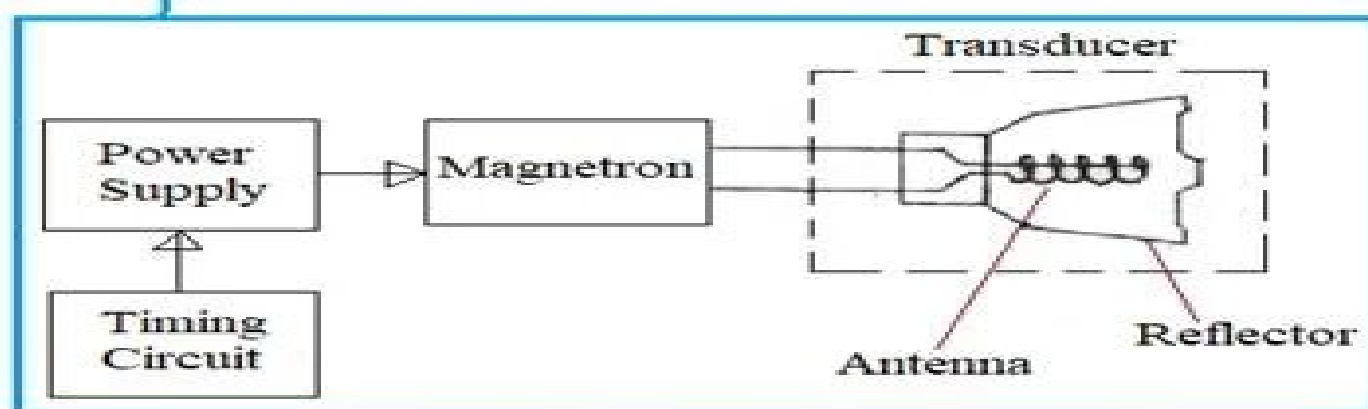 Transducer
Power
Supply
Magnetron
Timing
Circuit
Antenna
Reflector